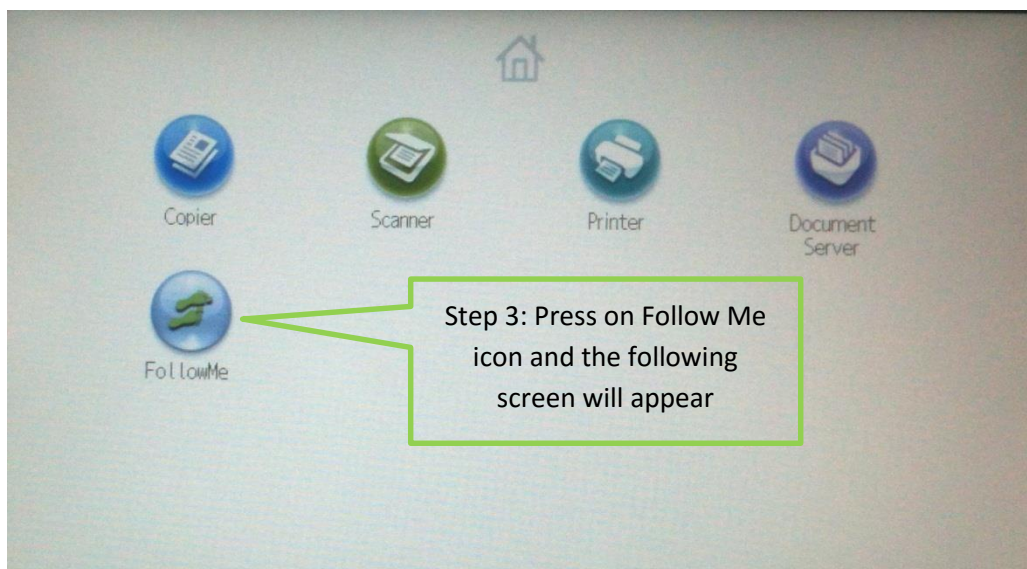 Copier
Scanner
Printer
Document
Server
FollowMe
Step 3: Press on Follow Me
icon and the following
screen will appear